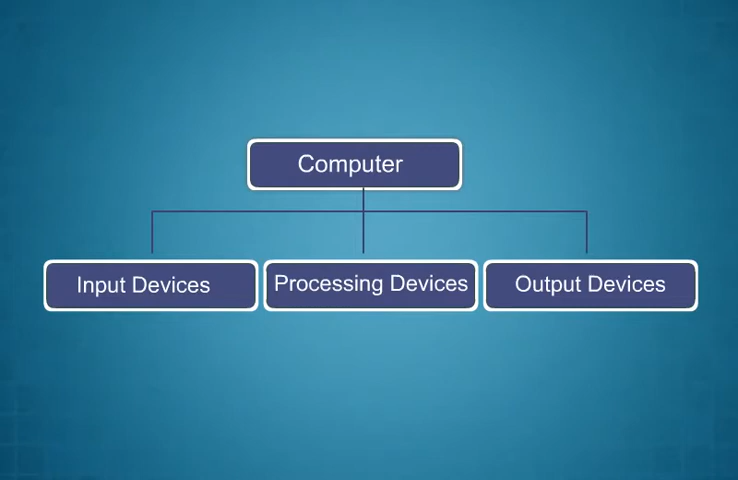 Computer
Input Devices
Processing Devices
Output Devices